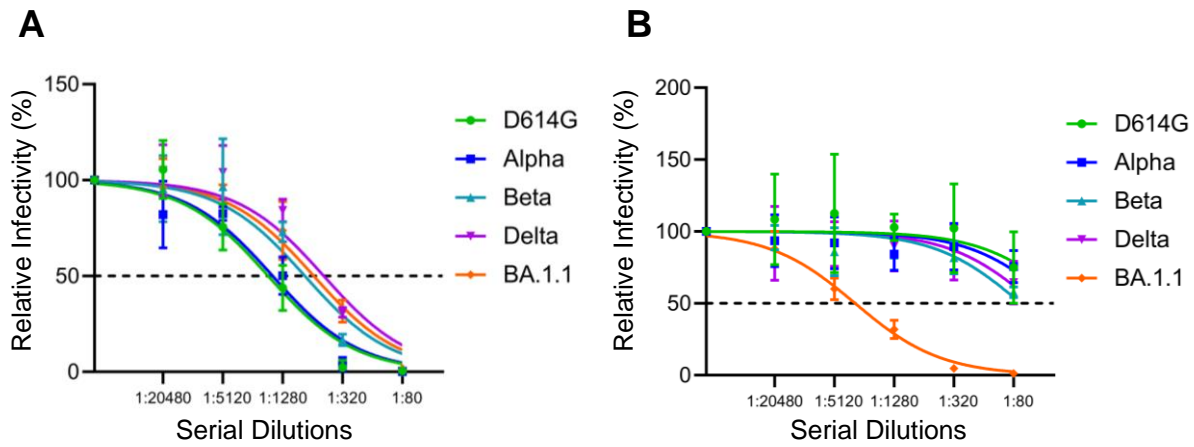 A
Relative Infectivity (%)
150
100
50
0
1:20480
1:5120
1:1280
1:320
1:80
Serial Dilutions
D614G
Alpha
Beta
Delta
BA.1.1
B
Relative Infectivity (%)
200
150
100
50
0
1:20480
1:5120
1:1280
1:320
1:80
Serial Dilutions
D614G
Alpha
Beta
Delta
BA.1.1